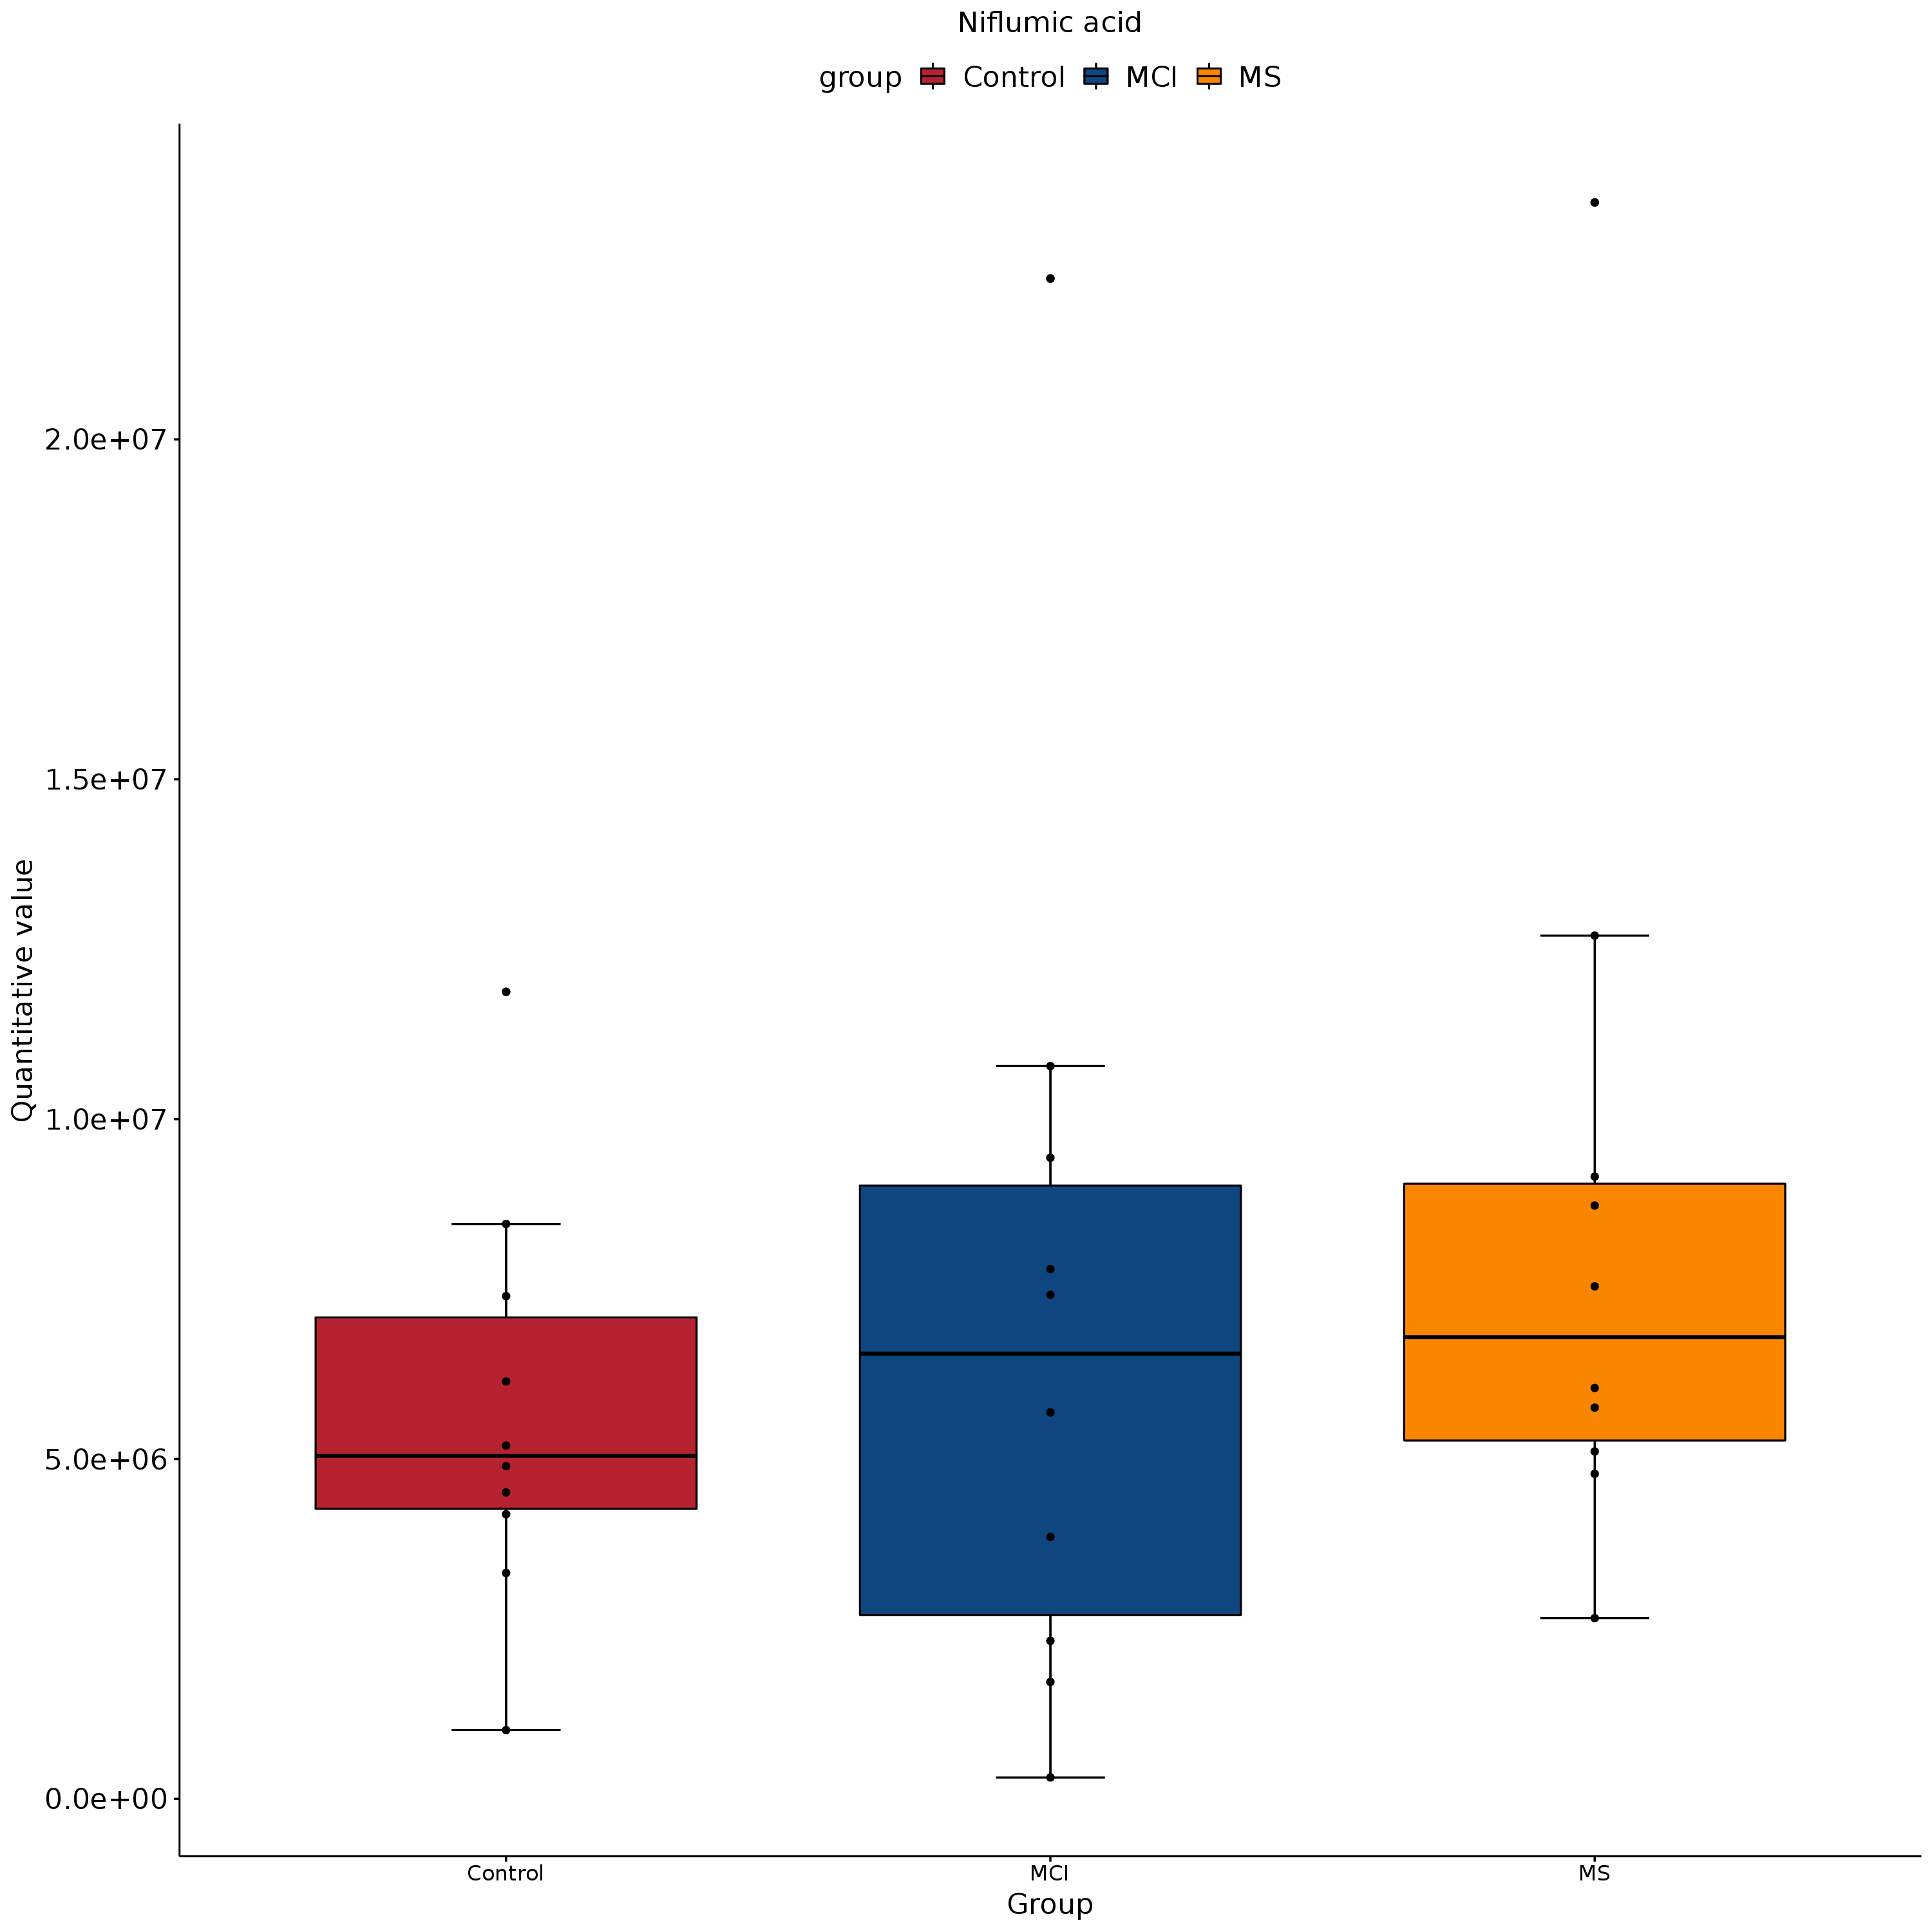 Niflumic acid
group Control MCI MS
Quantitative value
2.0e+07
1.5e+07
1.0e+07
5.0e+06
0.0e+00
Control MCI MS
Group